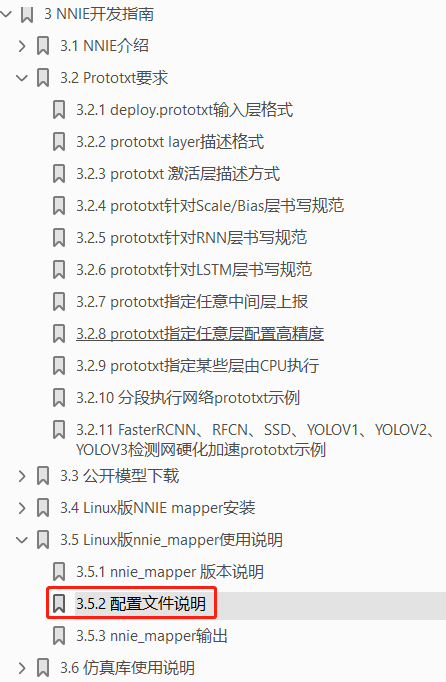 3 NNIE开发指南
3.1 NNIE介绍
3.2 Prototxt要求
3.2.1 deploy.prototxt输入层格式
3.2.2 prototxt layer描述格式
3.2.3 prototxt 激活层描述方式
3.2.4 prototxt针对Scale/Bias层书写规范
3.2.5 prototxt针对RNN层书写规范
3.2.6 prototxt针对LSTM层书写规范
3.2.7 prototxt指定任意中间层上报
3.2.8 prototxt指定任意层配置高精度
3.2.9 prototxt指定某些层由CPU执行
3.2.10 分段执行网络prototxt示例
3.2.11 FasterRCNN、RFCN、SSD、YOLOV1、YOLOV2、
YOLOV3检测网硬化加速prototxt示例
3.3 公开模型下载
3.4 Linux版NNIE mapper安装
3.5 Linux版nnie_mapper使用说明
3.5.1 nnie_mapper 版本说明
3.5.2 配置文件说明
3.5.3 nnie_mapper输出
3.6 仿真库使用说明